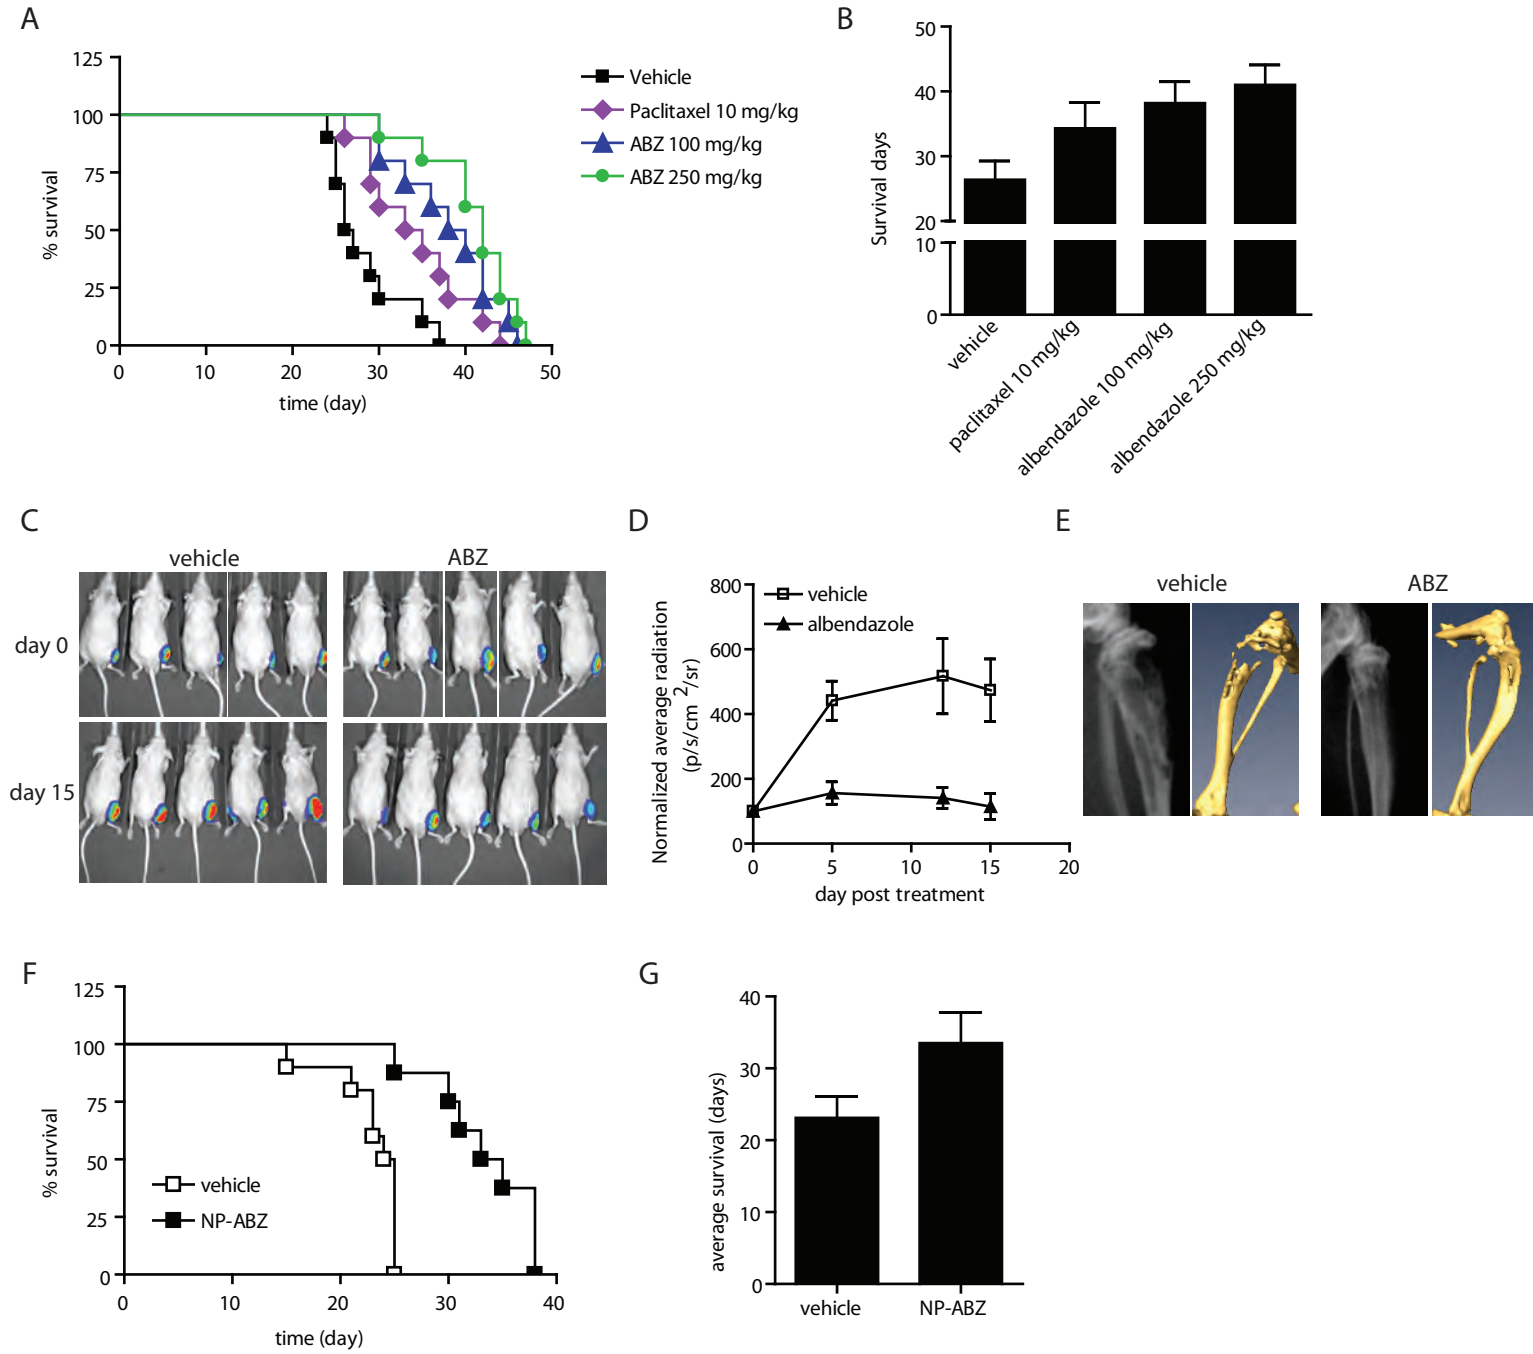 A
125
100
75
50
25
0
% survival
0 10 20 30 40 50
time (day)
Vehicle
Paclitaxel 10 mg/kg
ABZ 100 mg/kg
ABZ 250 mg/kg
B
50
40
30
20
10
0
Survival days
vehicle
paclitaxel 10 mg/kg
albendazole 100 mg/kg
albendazole 250 mg/kg
C
vehicle ABZ
day 0
day 15
D
800
600
400
200
0
Normalized average radiation
(p/s/cm 2/sr)
vehicle
albendazole
0 5 10 15 20
day post treatment
E
vehicle ABZ
F
125
100
75
50
25
0
% survival
vehicle
NP-ABZ
0 10 20 30 40
time (day)
G
40
30
20
10
0
average survival (days)
vehicle NP-ABZ